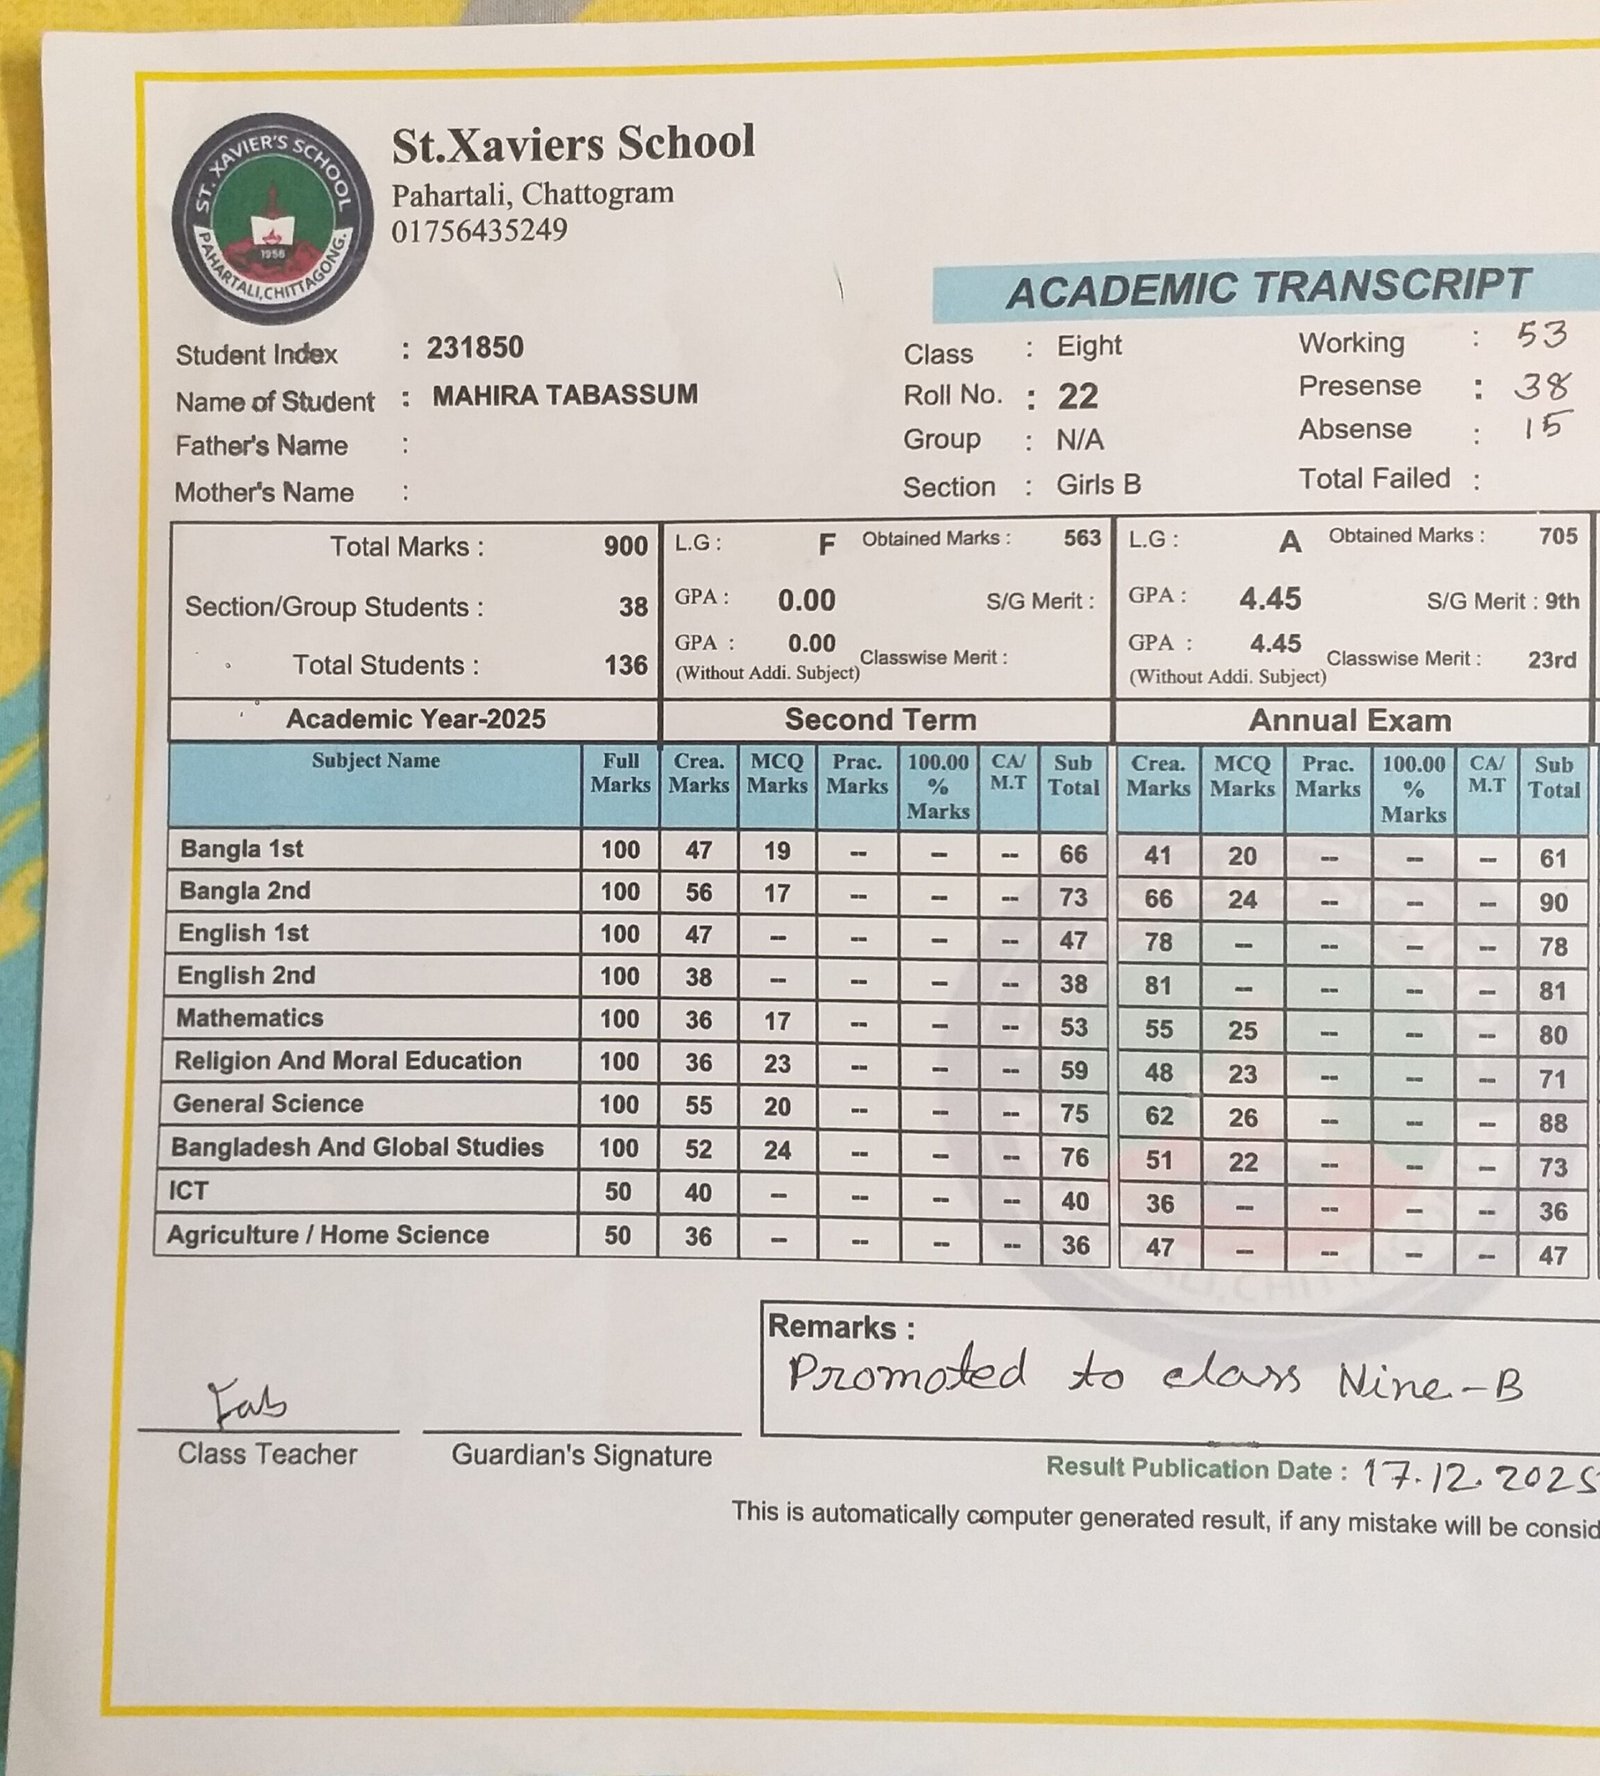 ST. XAVIER'S SCHOOL
1956
PAHARTALI,CHITTAGONG.
St.Xaviers School
Pahartali, Chattogram
01756435249
ACADEMIC TRANSCRIPT
Student Index : 231850
Name of Student : MAHIRA TABASSUM
Father's Name :
Mother's Name :
Class : Eight
Roll No. : 22
Group : N/A
Section : Girls B
Working : 53
Presense : 38
Absense : 15
Total Failed :
Total Marks : 900
Section/Group Students : 38
Total Students : 136
L.G : F Obtained Marks : 563
GPA : 0.00 S/G Merit :
GPA : 0.00 Classwise Merit :
(Without Addi. Subject)
L.G : A Obtained Marks : 705
GPA : 4.45 S/G Merit : 9th
GPA : 4.45 Classwise Merit : 23rd
(Without Addi. Subject)
Academic Year-2025 Second Term Annual Exam
Subject Name Full Marks Crea. Marks MCQ Marks Prac. Marks 100.00 % Marks CA/ M.T Sub Total Crea. Marks MCQ Marks Prac. Marks 100.00 % Marks CA/ M.T Sub Total
Bangla 1st 100 47 19 -- -- -- 66 41 20 -- -- -- 61
Bangla 2nd 100 56 17 -- -- -- 73 66 24 -- -- -- 90
English 1st 100 47 -- -- -- -- 47 78 -- -- -- -- 78
English 2nd 100 38 -- -- -- -- 38 81 -- -- -- -- 81
Mathematics 100 36 17 -- -- -- 53 55 25 -- -- -- 80
Religion And Moral Education 100 36 23 -- -- -- 59 48 23 -- -- -- 71
General Science 100 55 20 -- -- -- 75 62 26 -- -- -- 88
Bangladesh And Global Studies 100 52 24 -- -- -- 76 51 22 -- -- -- 73
ICT 50 40 -- -- -- -- 40 36 -- -- -- -- 36
Agriculture / Home Science 50 36 -- -- -- -- 36 47 -- -- -- -- 47
Remarks :
Promoted to class Nine-B
Class Teacher
Guardian's Signature
Result Publication Date : 17.12.2025
This is automatically computer generated result, if any mistake will be consid